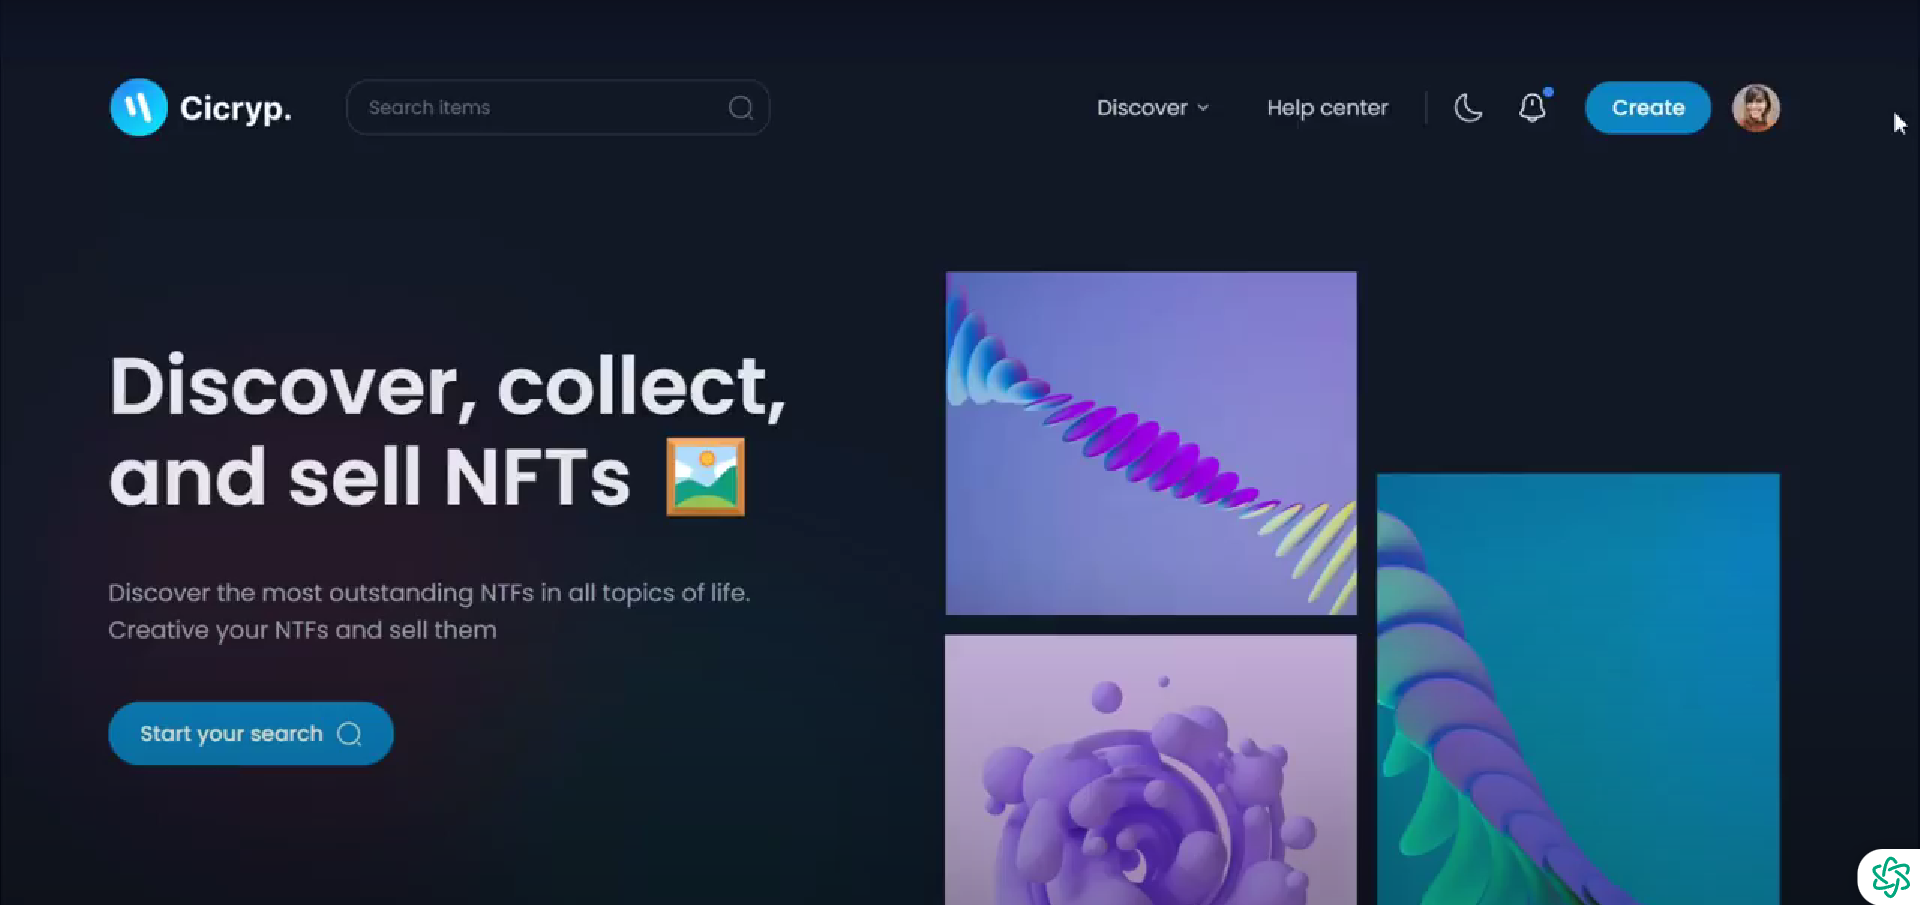 Cicryp.
Search items
Discover
Help center
Create
Discover, collect,
and sell NFTs
Discover the most outstanding NTFs in all topics of life.
Creative your NTFs and sell them
Start your search